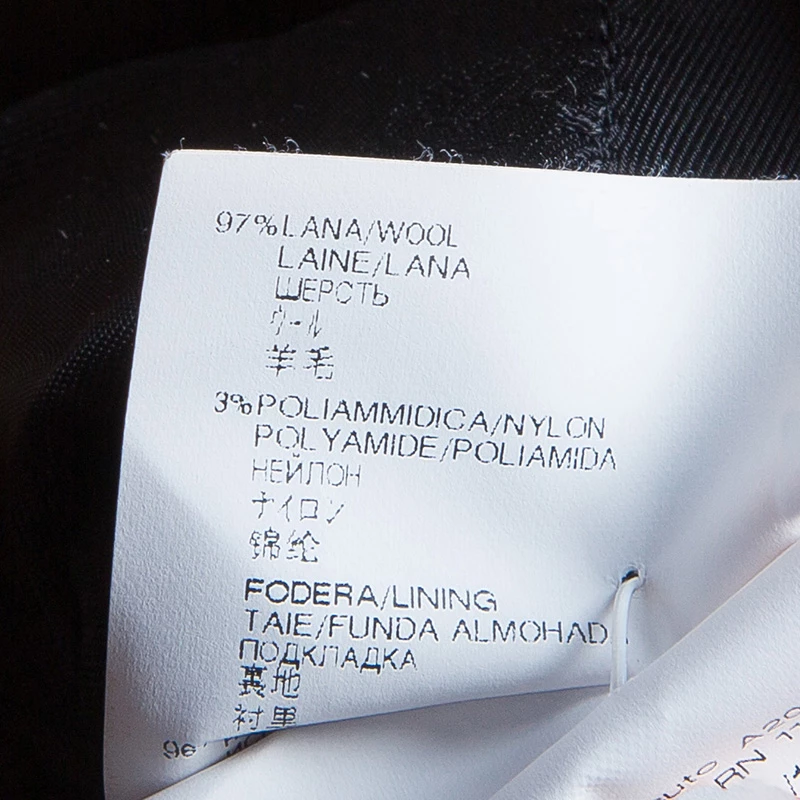 97%LANA/WOOL
LAINE/LANA
ШЕРСТЬ
ウール
羊毛
3%POLIAMMIDICA/NYLON
POLYAMIDE/POLIAMIDA
НЕЙЛОН
ナイロン
锦纶
FODERA/LINING
TAIE/FUNDA ALMOHAD
ПОДКЛАДКА
裏地
衬里
RN